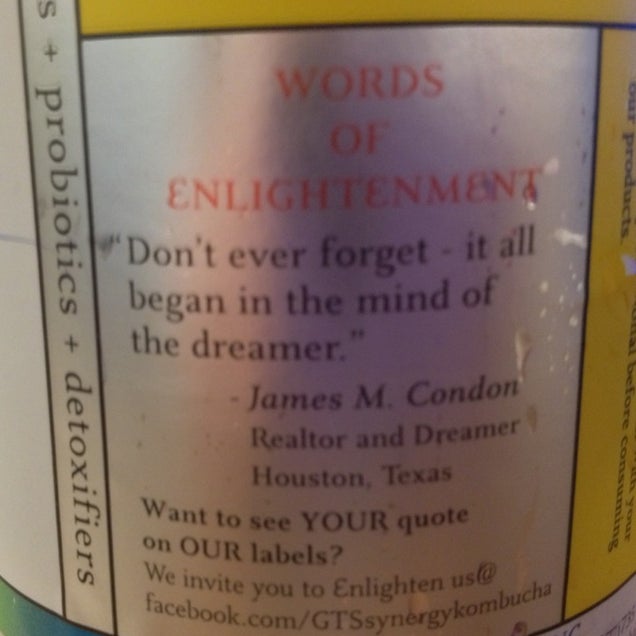 s + probiotics + detoxifiers
WORDS
OF
ƐNLIGHTƐNMƐNT
"Don't ever forget - it all
began in the mind of
the dreamer."
- James M. Condon
Realtor and Dreamer
Houston, Texas
Want to see YOUR quote
on OUR labels?
We invite you to Ɛnlighten us@
facebook.com/GTSsynergykombucha
our products.
before consuming